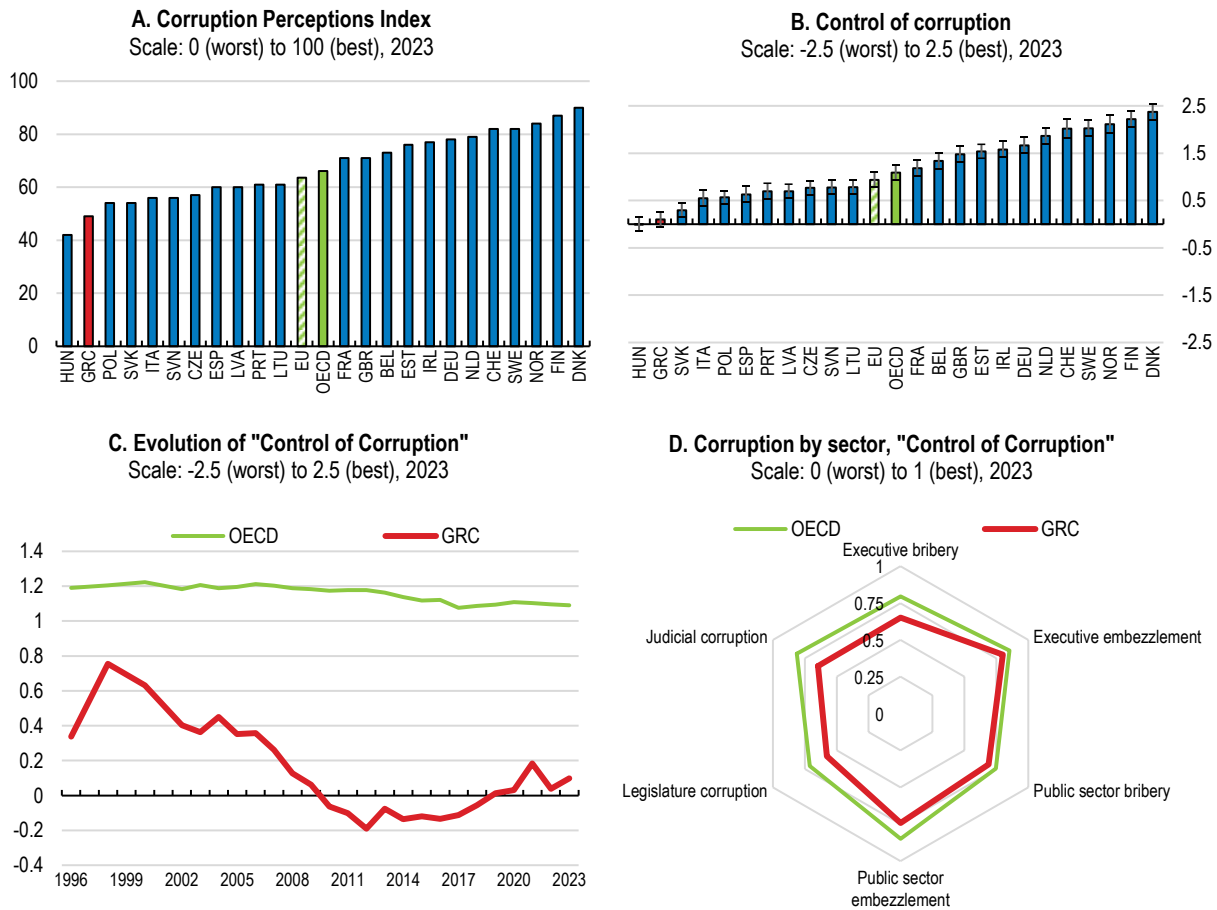 A. Corruption Perceptions Index
Scale: 0 (worst) to 100 (best), 2023
100
80
60
40
20
0
HUN GRC POL SVK ITA SVN CZE ESP LVA PRT LTU EU OECD FRA GBR BEL EST IRL DEU NLD CHE SWE NOR FIN DNK
B. Control of corruption
Scale: -2.5 (worst) to 2.5 (best), 2023
2.5
1.5
0.5
-0.5
-1.5
-2.5
HUN GRC SVK ITA POL ESP PRT LVA CZE SVN LTU EU OECD FRA BEL GBR EST IRL DEU NLD CHE SWE NOR FIN DNK
C. Evolution of "Control of Corruption"
Scale: -2.5 (worst) to 2.5 (best), 2023
OECD GRC
1.4
1.2
1
0.8
0.6
0.4
0.2
0
-0.2
-0.4
1996 1999 2002 2005 2008 2011 2014 2017 2020 2023
D. Corruption by sector, "Control of Corruption"
Scale: 0 (worst) to 1 (best), 2023
OECD GRC
Executive bribery
1
0.75
0.5
0.25
0
Judicial corruption
Executive embezzlement
Legislature corruption
Public sector bribery
Public sector
embezzlement